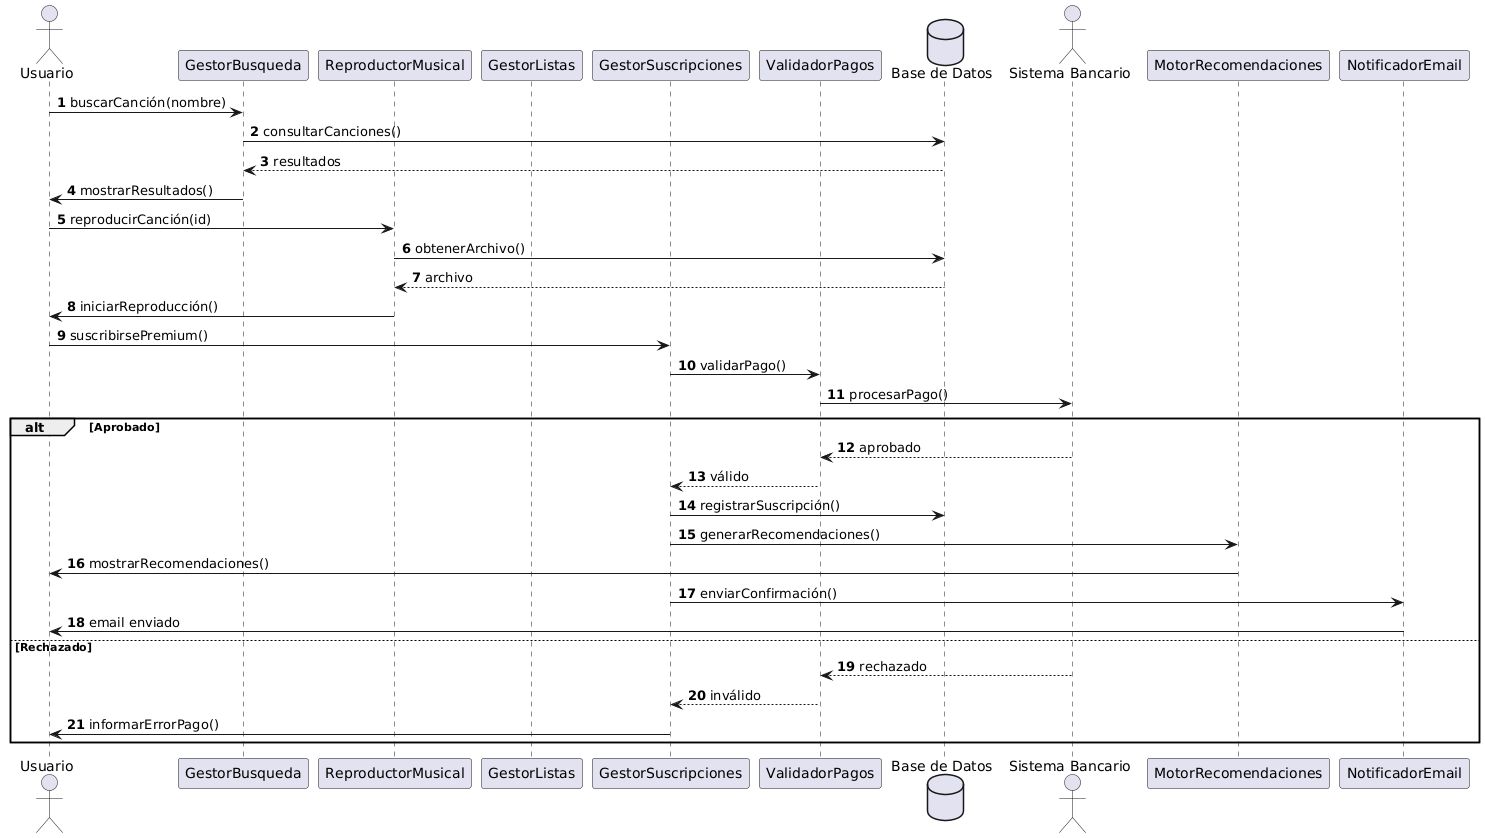 Usuario
GestorBusqueda
ReproductorMusical
GestorListas
GestorSuscripciones
ValidadorPagos
Base de Datos
Sistema Bancario
MotorRecomendaciones
NotificadorEmail
1 buscarCanción(nombre)
2 consultarCanciones()
3 resultados
4 mostrarResultados()
5 reproducirCanción(id)
6 obtenerArchivo()
7 archivo
8 iniciarReproducción()
9 suscribirsePremium()
10 validarPago()
11 procesarPago()
alt [Aprobado]
12 aprobado
13 válido
14 registrarSuscripción()
15 generarRecomendaciones()
16 mostrarRecomendaciones()
17 enviarConfirmación()
18 email enviado
[Rechazado]
19 rechazado
20 inválido
21 informarErrorPago()
Usuario
GestorBusqueda
ReproductorMusical
GestorListas
GestorSuscripciones
ValidadorPagos
Base de Datos
Sistema Bancario
MotorRecomendaciones
NotificadorEmail